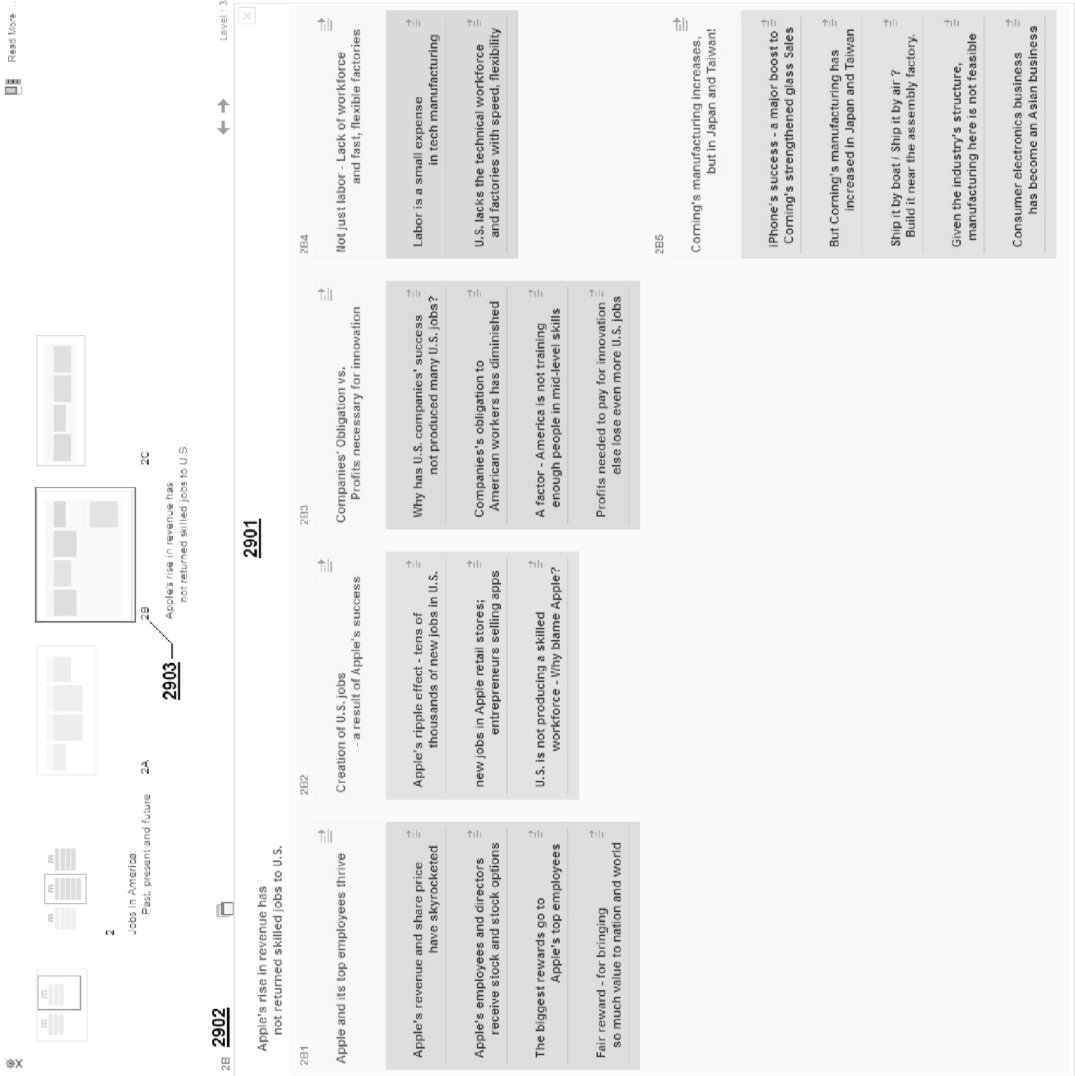 Read More ...
2
Jobs in America:
Past, present and future
2A
2B
Apple's rise in revenue has
not returned skilled jobs to U.S.
2C
2903
2B
2902
Level: 3
Apple's rise in revenue has
not returned skilled jobs to U.S.
2901
2B1
Apple and its top employees thrive
Apple's revenue and share price
have skyrocketed
Apple's employees and directors
receive stock and stock options
The biggest rewards go to
Apple's top employees
Fair reward - for bringing
so much value to nation and world
2B2
Creation of U.S. jobs
- a result of Apple's success
Apple's ripple effect - tens of
thousands of new jobs in U.S.
new jobs in Apple retail stores;
entrepreneurs selling apps
U.S. is not producing a skilled
workforce - Why blame Apple?
2B3
Companies' Obligation vs.
Profits necessary for innovation
Why has U.S. companies' success
not produced many U.S. jobs?
Companies's obligation to
American workers has diminished
A factor - America is not training
enough people in mid-level skills
Profits needed to pay for innovation
else lose even more U.S. jobs
2B4
Not just labor - Lack of workforce
and fast, flexible factories
Labor is a small expense
in tech manufacturing
U.S. lacks the technical workforce
and factories with speed, flexibility
2B5
Corning's manufacturing increases,
but in Japan and Taiwan!
iPhone's success - a major boost to
Corning's strengthened glass Sales
But Corning's manufacturing has
increased in Japan and Taiwan
Ship it by boat / Ship it by air ?
Build it near the assembly factory.
Given the industry's structure,
manufacturing here is not feasible
Consumer electronics business
has become an Asian business